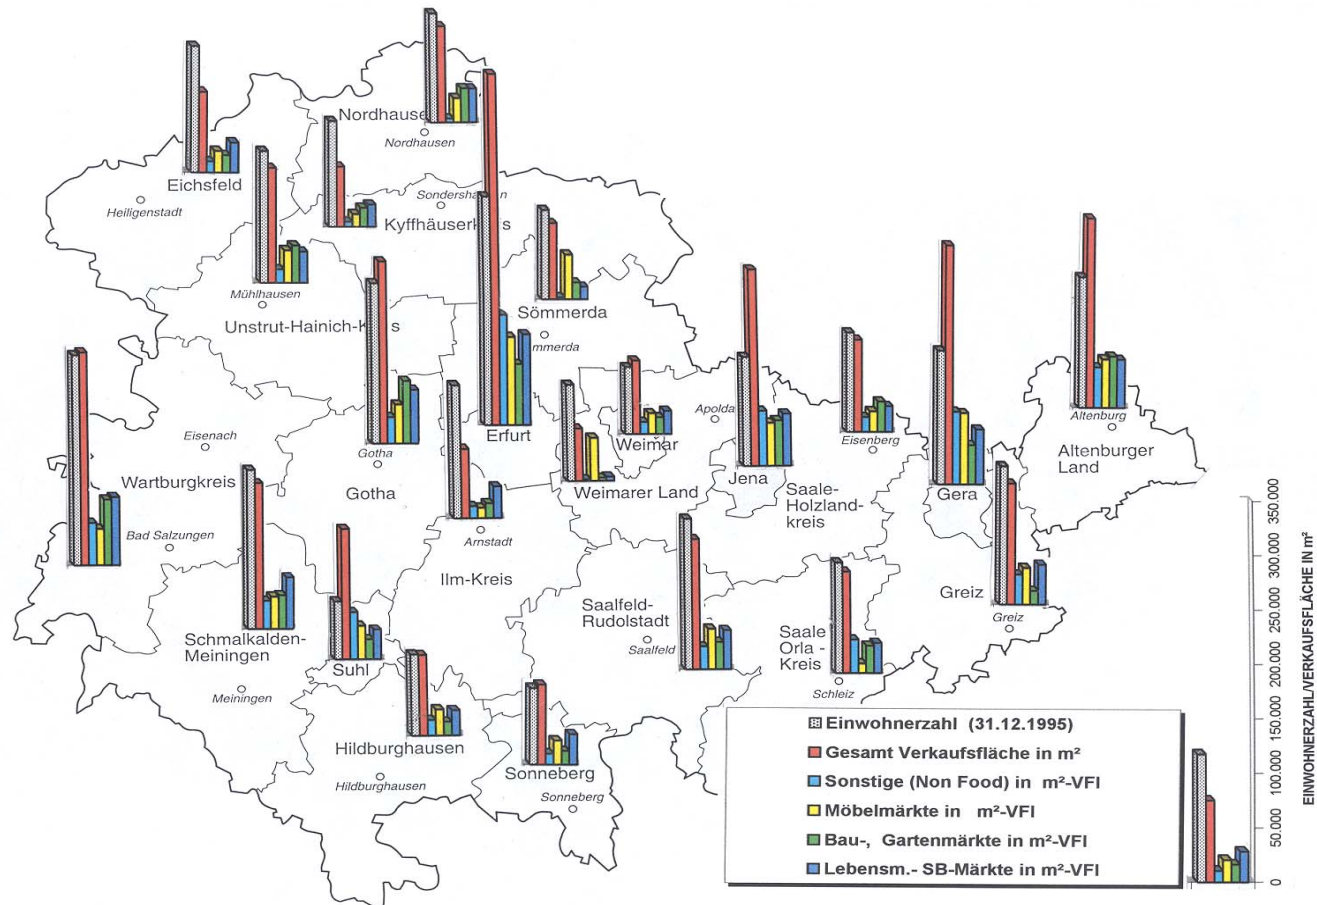 Nordhause
Nordhausen
Eichsfeld
Heiligenstadt
Sondersha n
Kyffhäuserk s
Mühlhausen
Unstrut-Hainich-K s
Sömmerda
mmerda
Eisenach
Wartburgkreis
Bad Salzungen
Gotha
Gotha
Erfurt
Arnstadt
Ilm-Kreis
Weimar
Weimarer Land
Apolda
Jena
Saale-
Holzland-
kreis
Eisenberg
Gera
Altenburg
Altenburger
Land
Greiz
Greiz
Schmalkalden-
Meiningen
Meiningen
Suhl
Hildburghausen
Hildburghausen
Sonneberg
Sonneberg
Saalfeld-
Rudolstadt
Saalfeld
Saale
Orla -
Kreis
Schleiz
Einwohnerzahl (31.12.1995)
Gesamt Verkaufsfläche in m²
Sonstige (Non Food) in m²-VFl
Möbelmärkte in m²-VFl
Bau-, Gartenmärkte in m²-VFl
Lebensm.- SB-Märkte in m²-VFl
350.000
300.000
250.000
200.000
150.000
100.000
50.000
0
EINWOHNERZAHL/VERKAUFSFLÄCHE IN m²